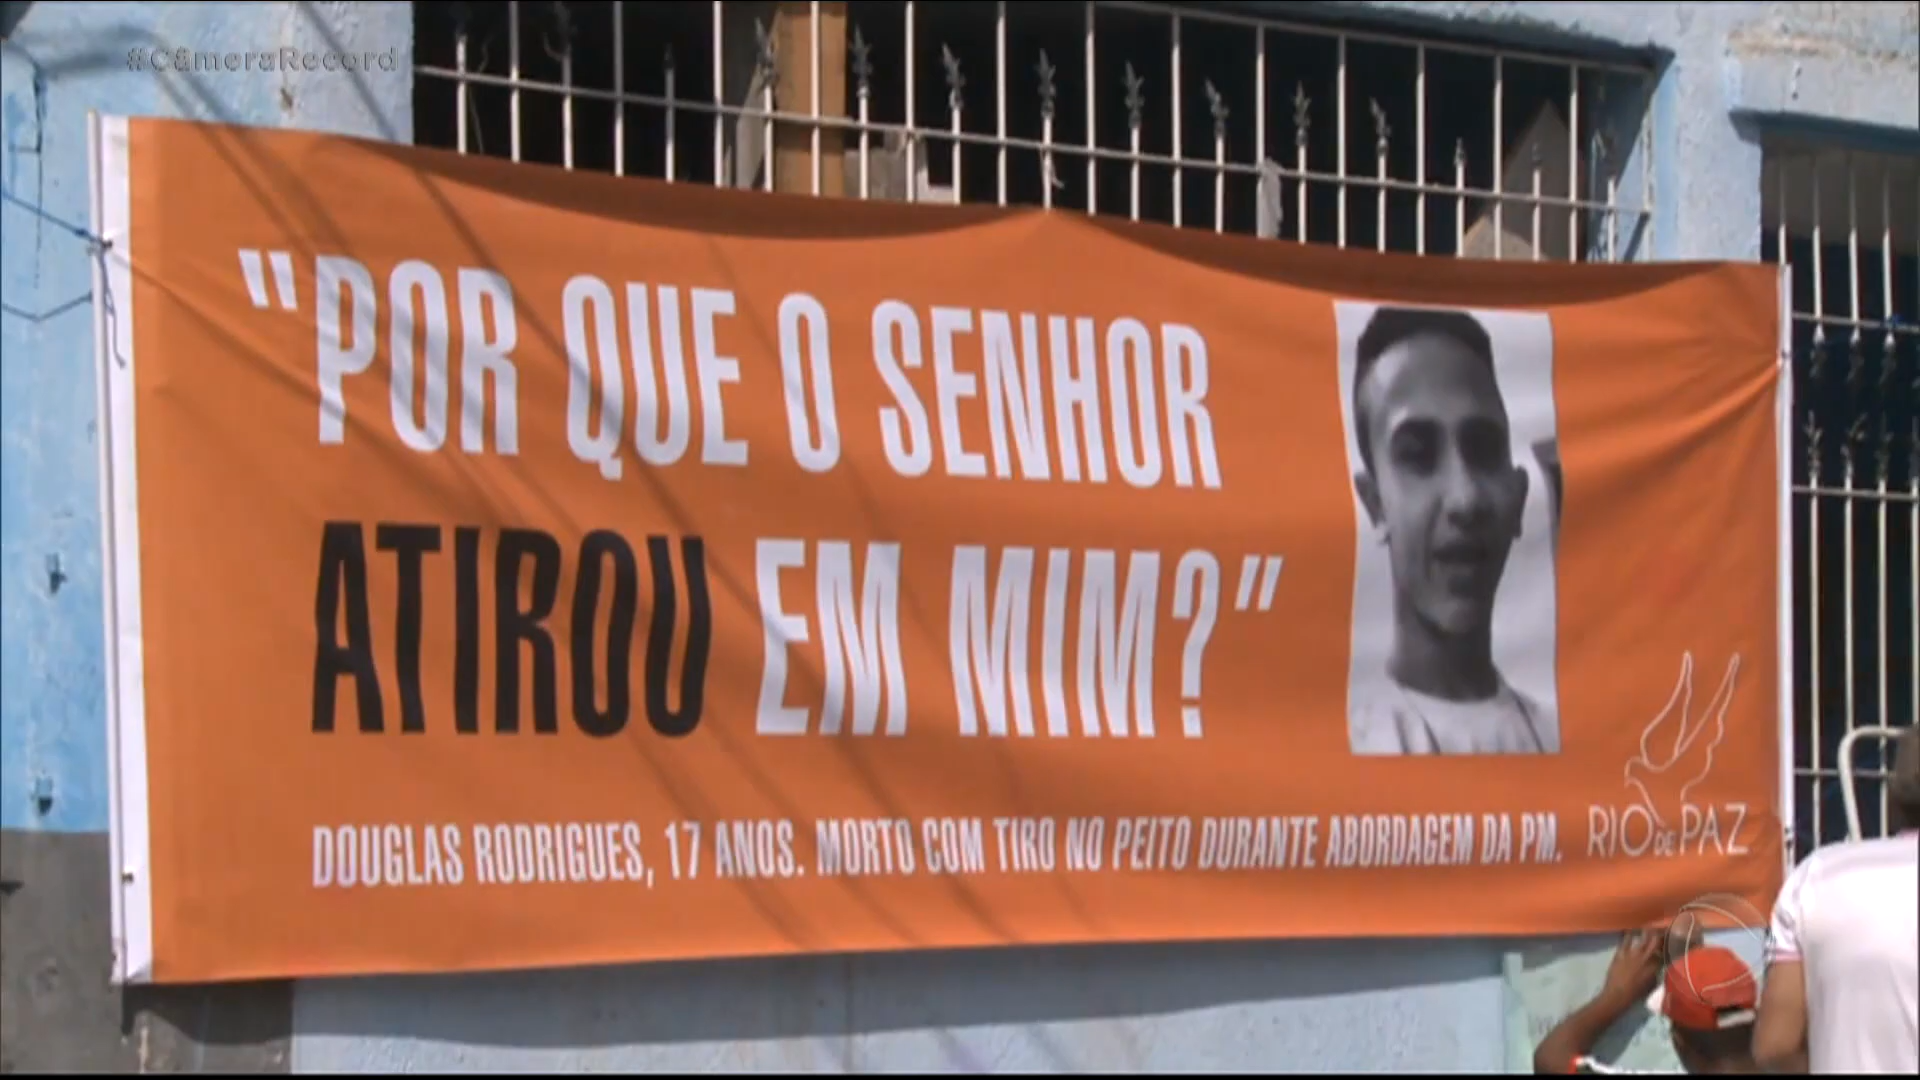 #CâmeraRecord
"POR QUE O SENHOR
ATIROU EM MIM?"
DOUGLAS RODRIGUES, 17 ANOS. MORTO COM TIRO NO PEITO DURANTE ABORDAGEM DA PM.
RIO DE PAZ